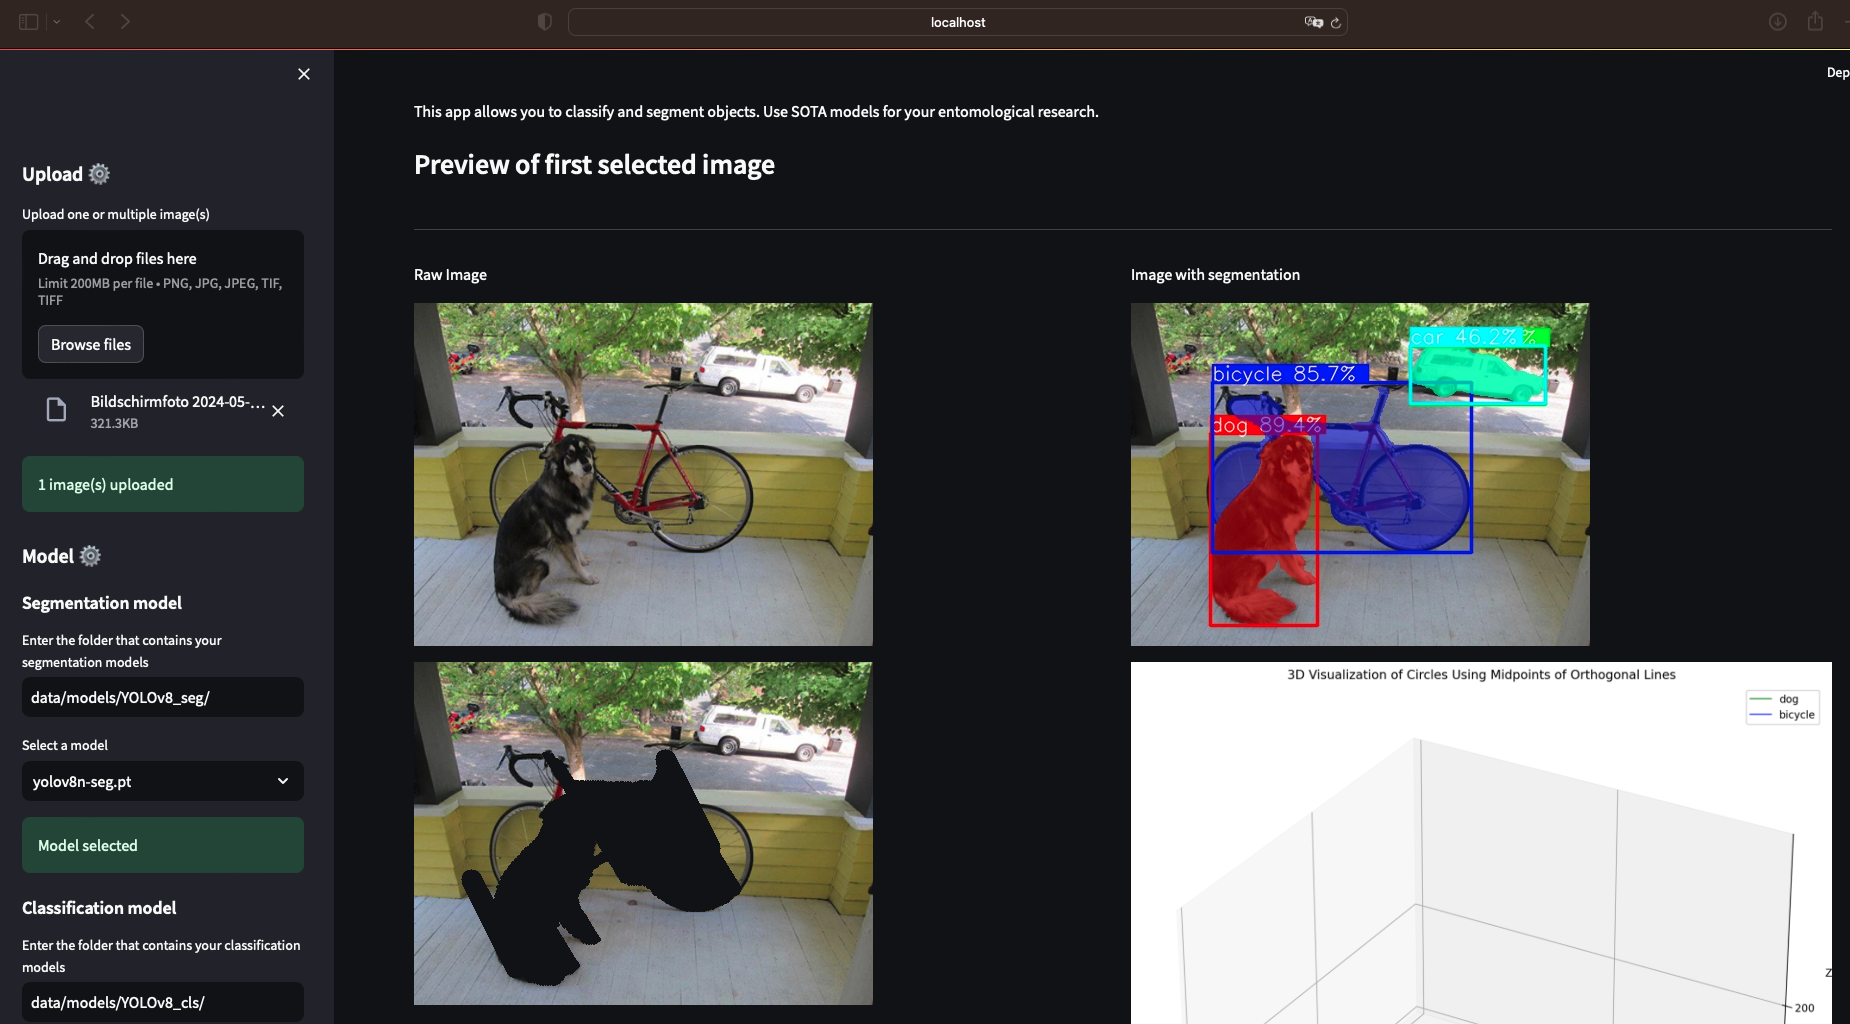 localhost
Dep
This app allows you to classify and segment objects. Use SOTA models for your entomological research.
Preview of first selected image
Upload
Upload one or multiple image(s)
Drag and drop files here
Limit 200MB per file • PNG, JPG, JPEG, TIF,
TIFF
Browse files
Bildschirmfoto 2024-05-...
321.3KB
1 image(s) uploaded
Model
Segmentation model
Enter the folder that contains your
segmentation models
data/models/YOLOv8_seg/
Select a model
yolov8n-seg.pt
Model selected
Classification model
Enter the folder that contains your classification
models
data/models/YOLOv8_cls/
Raw Image
Image with segmentation
car 46.2% %
bicycle 85.7%
dog 89.4%
3D Visualization of Circles Using Midpoints of Orthogonal Lines
dog
bicycle
Z
200